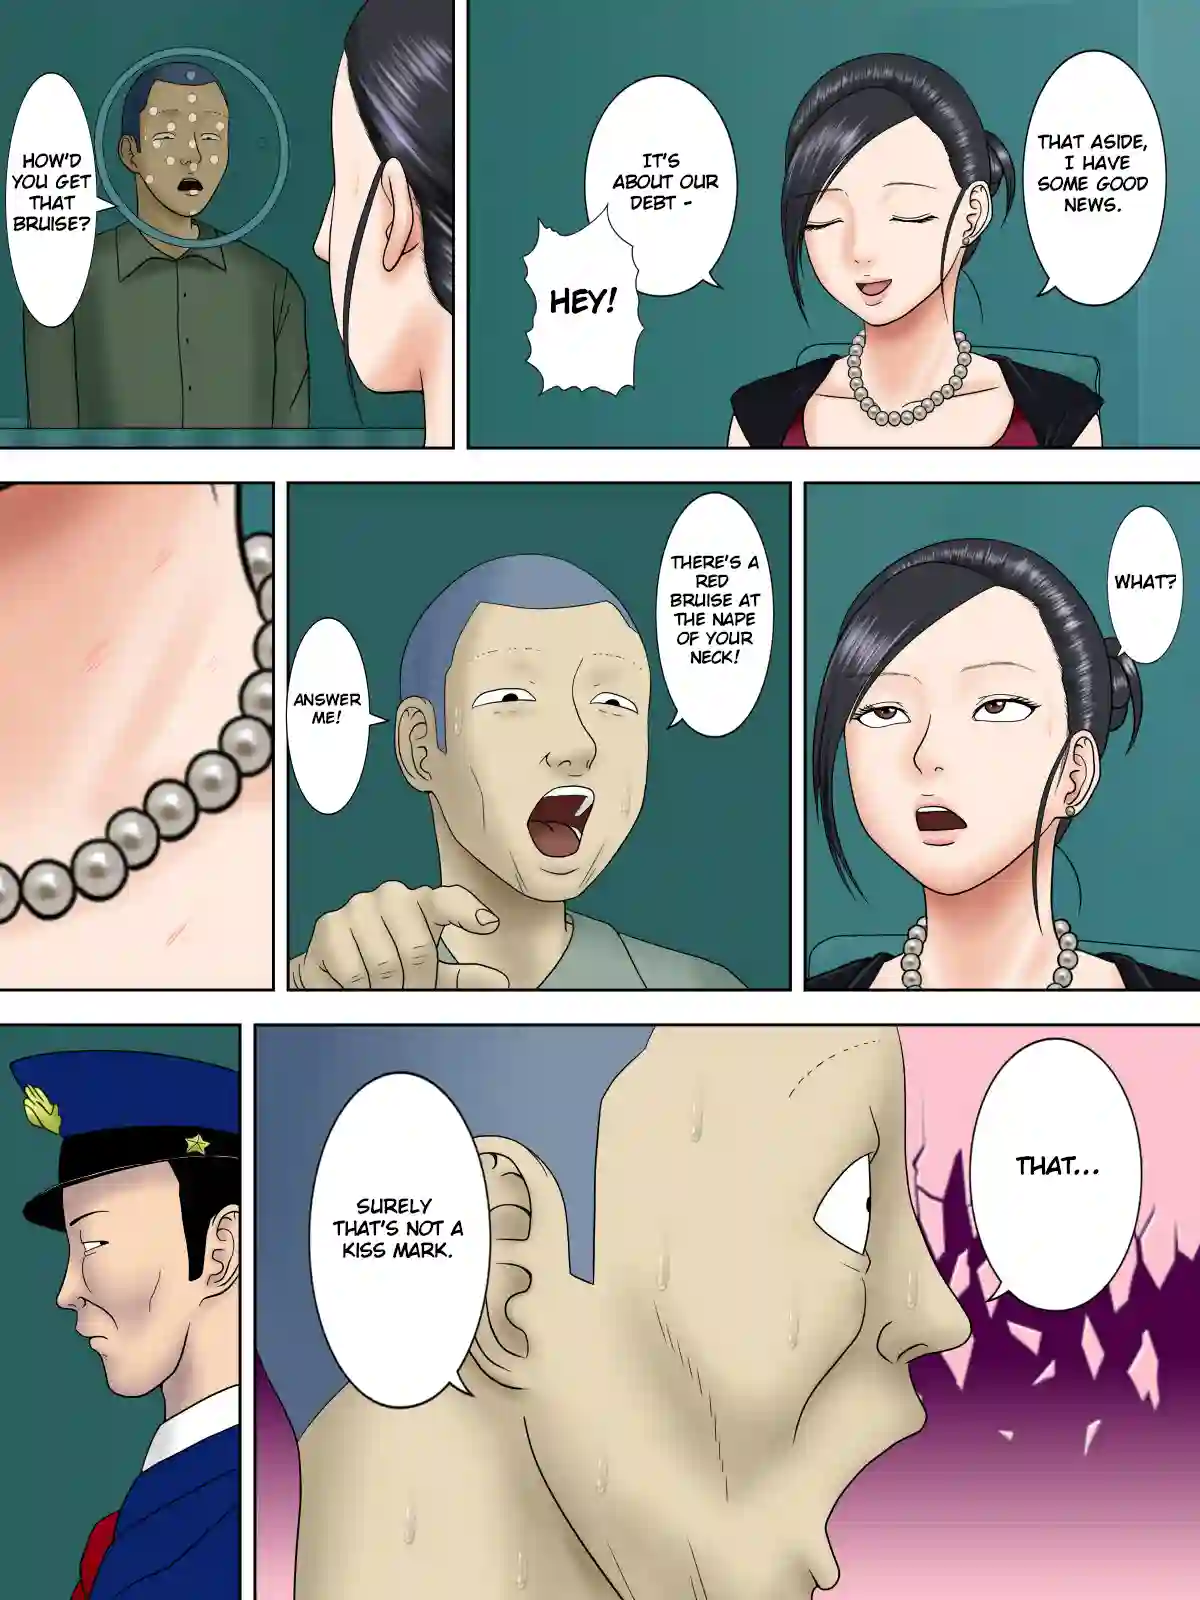 THAT ASIDE,
I HAVE
SOME GOOD
NEWS.
IT'S
ABOUT OUR
DEBT -
HEY!
HOW'D
YOU GET
THAT
BRUISE?
WHAT?
THERE'S A
RED
BRUISE AT
THE NAPE
OF YOUR
NECK!
ANSWER
ME!
THAT...
SURELY
THAT'S NOT A
KISS MARK.